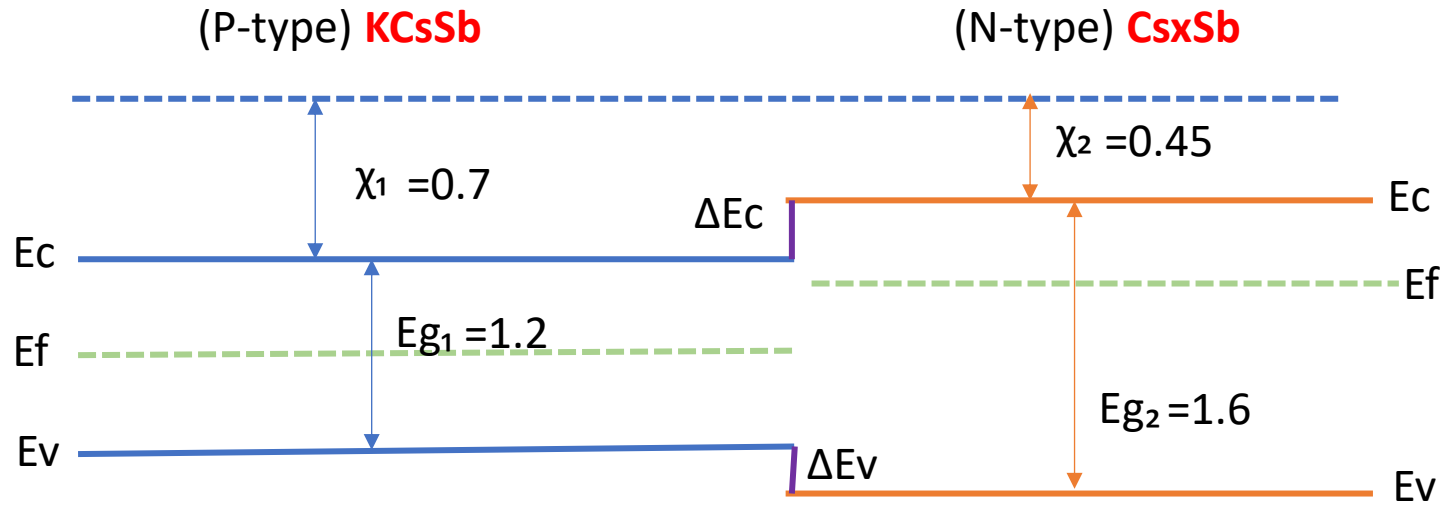 (P-type) KCsSb
(N-type) CsxSb
χ₁ =0.7
χ₂ =0.45
Ec
ΔEc
Ec
Ef
Ef
Eg₁ =1.2
Eg₂ =1.6
Ev
ΔEv
Ev